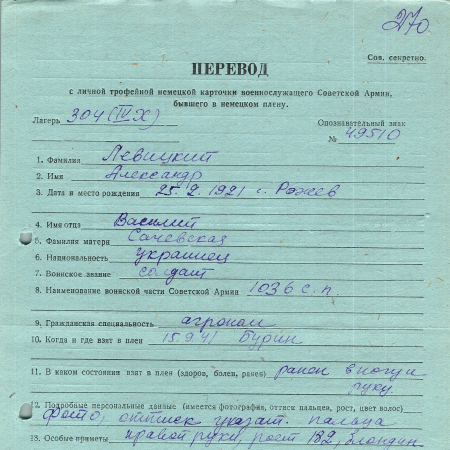 270
Сов. секретно.
ПЕРЕВОД
с личной трофейной немецкой карточки военнослужащего Советской Армии,
бывшего в немецком плену.
Лагерь 304 (IV X) Опознавательный знак
№ 49510
1. Фамилия Левицкий
2. Имя Александр
3. Дата и место рождения 25. 2. 1921 с.
4. Имя отца Василий
5. Фамилия матери Сачевская
6. Национальность украинец
7. Воинское звание солдат
8. Наименование воинской части Советской Армии 1036 с. п.
9. Гражданская специальность агроном
10. Когда и где взят в плен 15 9 41 Бурин
11. В каком состоянии взят в плен (здоров, болен, ранен) ранен в ногу и
руку
12. Подробные персональные данные (имеется фотография, оттиск пальцев, рост, цвет волос)
Фото, оттиск указат. пальца
13. Особые приметы правой руки, рост 182, блондин